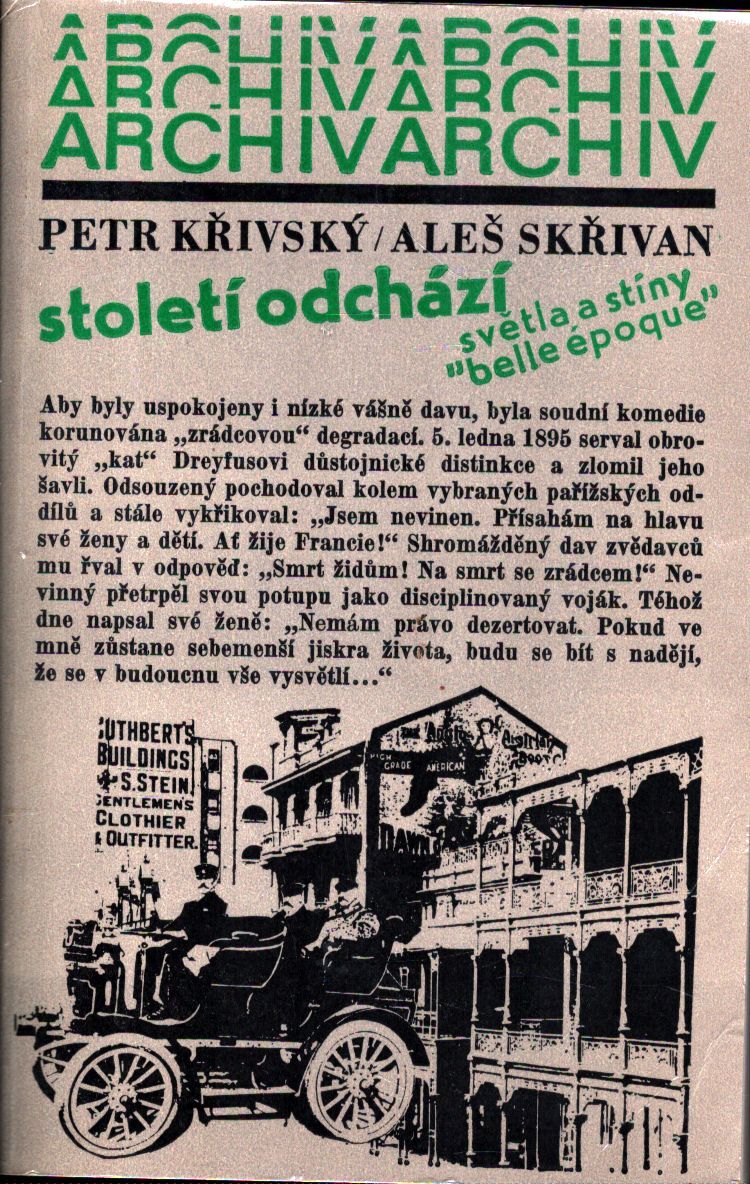 ARCHIVARCHIV
ARCHIVARCHIV
ARCHIVARCHIV
PETR KŘIVSKÝ/ALEŠ SKŘIVAN
století odchází
světla a stíny
"belle époque"
Aby byly uspokojeny i nízké vášně davu, byla soudní komedie
korunována „zrádcovou“ degradací. 5. ledna 1895 serval obro-
vitý „kat“ Dreyfusovi důstojnické distinkce a zlomil jeho
šavli. Odsouzený pochodoval kolem vybraných pařížských od-
dílů a stále vykřikoval: „Jsem nevinen. Přísahám na hlavu
své ženy a dětí. Ať žije Francie!“ Shromážděný dav zvědavců
mu řval v odpověď: „Smrt židům! Na smrt se zrádcem!“ Ne-
vinný přetrpěl svou potupu jako disciplinovaný voják. Téhož
dne napsal své ženě: „Nemám právo dezertovat. Pokud ve
mně zůstane sebemenší jiskra života, budu se bít s nadějí,
že se v budoucnu vše vysvětlí...“
CUTHBERT'S
BUILDINGS
S.STEIN.
GENTLEMEN'S
CLOTHIER
& OUTFITTER.
HIGH
GRADE AMERICAN